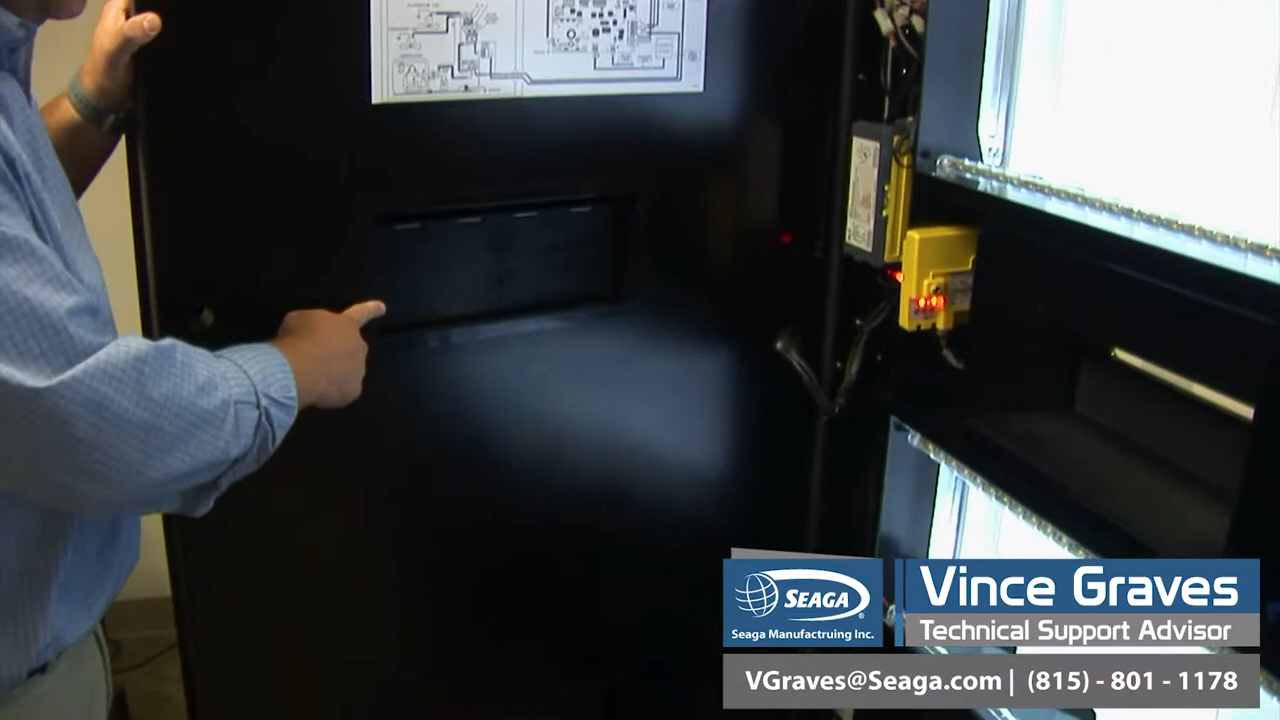 SEAGA
®
Seaga Manufactruing Inc.
Vince Graves
Technical Support Advisor
VGraves@Seaga.com | (815) - 801 - 1178